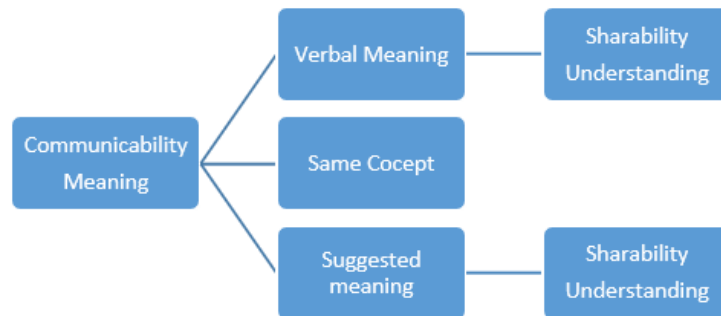 Communicability
Meaning
Verbal Meaning
Sharability
Understanding
Same Cocept
Suggested
meaning
Sharability
Understanding